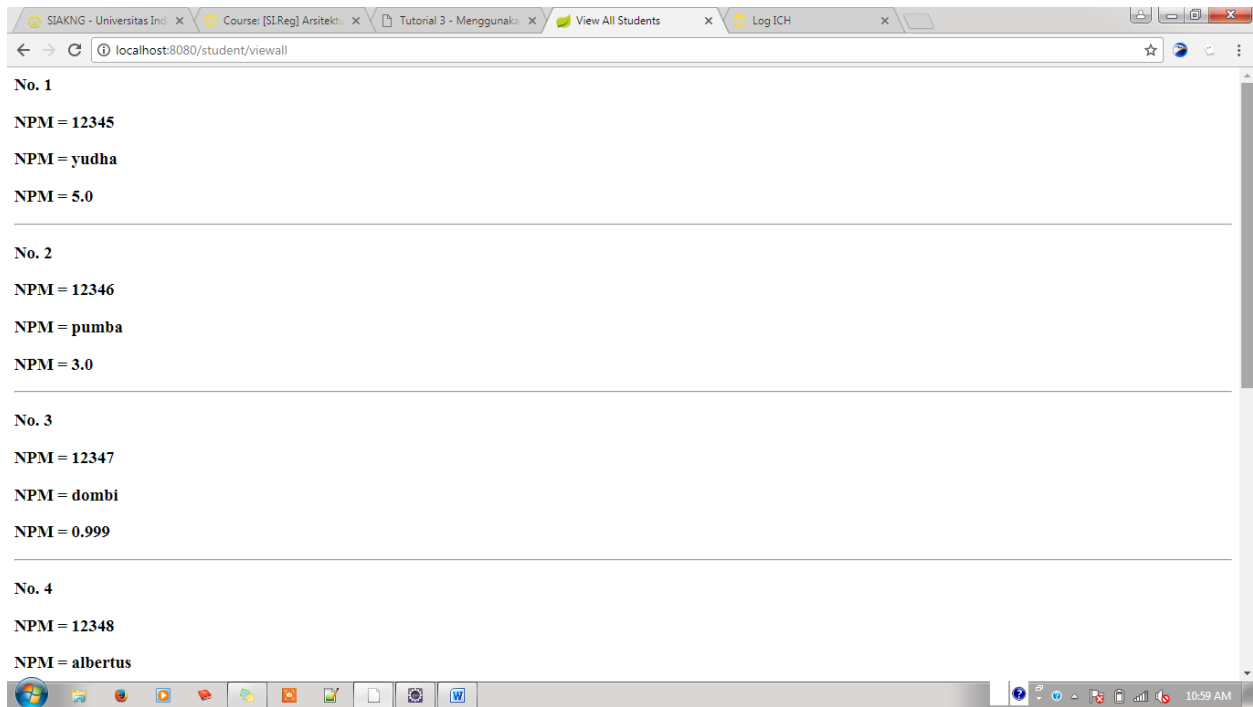 SIAKNG - Universitas Ind
Course: [SI.Reg] Arsitektu
Tutorial 3 - Menggunaka
View All Students
Log ICH
localhost:8080/student/viewall
No. 1
NPM = 12345
NPM = yudha
NPM = 5.0
No. 2
NPM = 12346
NPM = pumba
NPM = 3.0
No. 3
NPM = 12347
NPM = dombi
NPM = 0.999
No. 4
NPM = 12348
NPM = albertus
10:59 AM